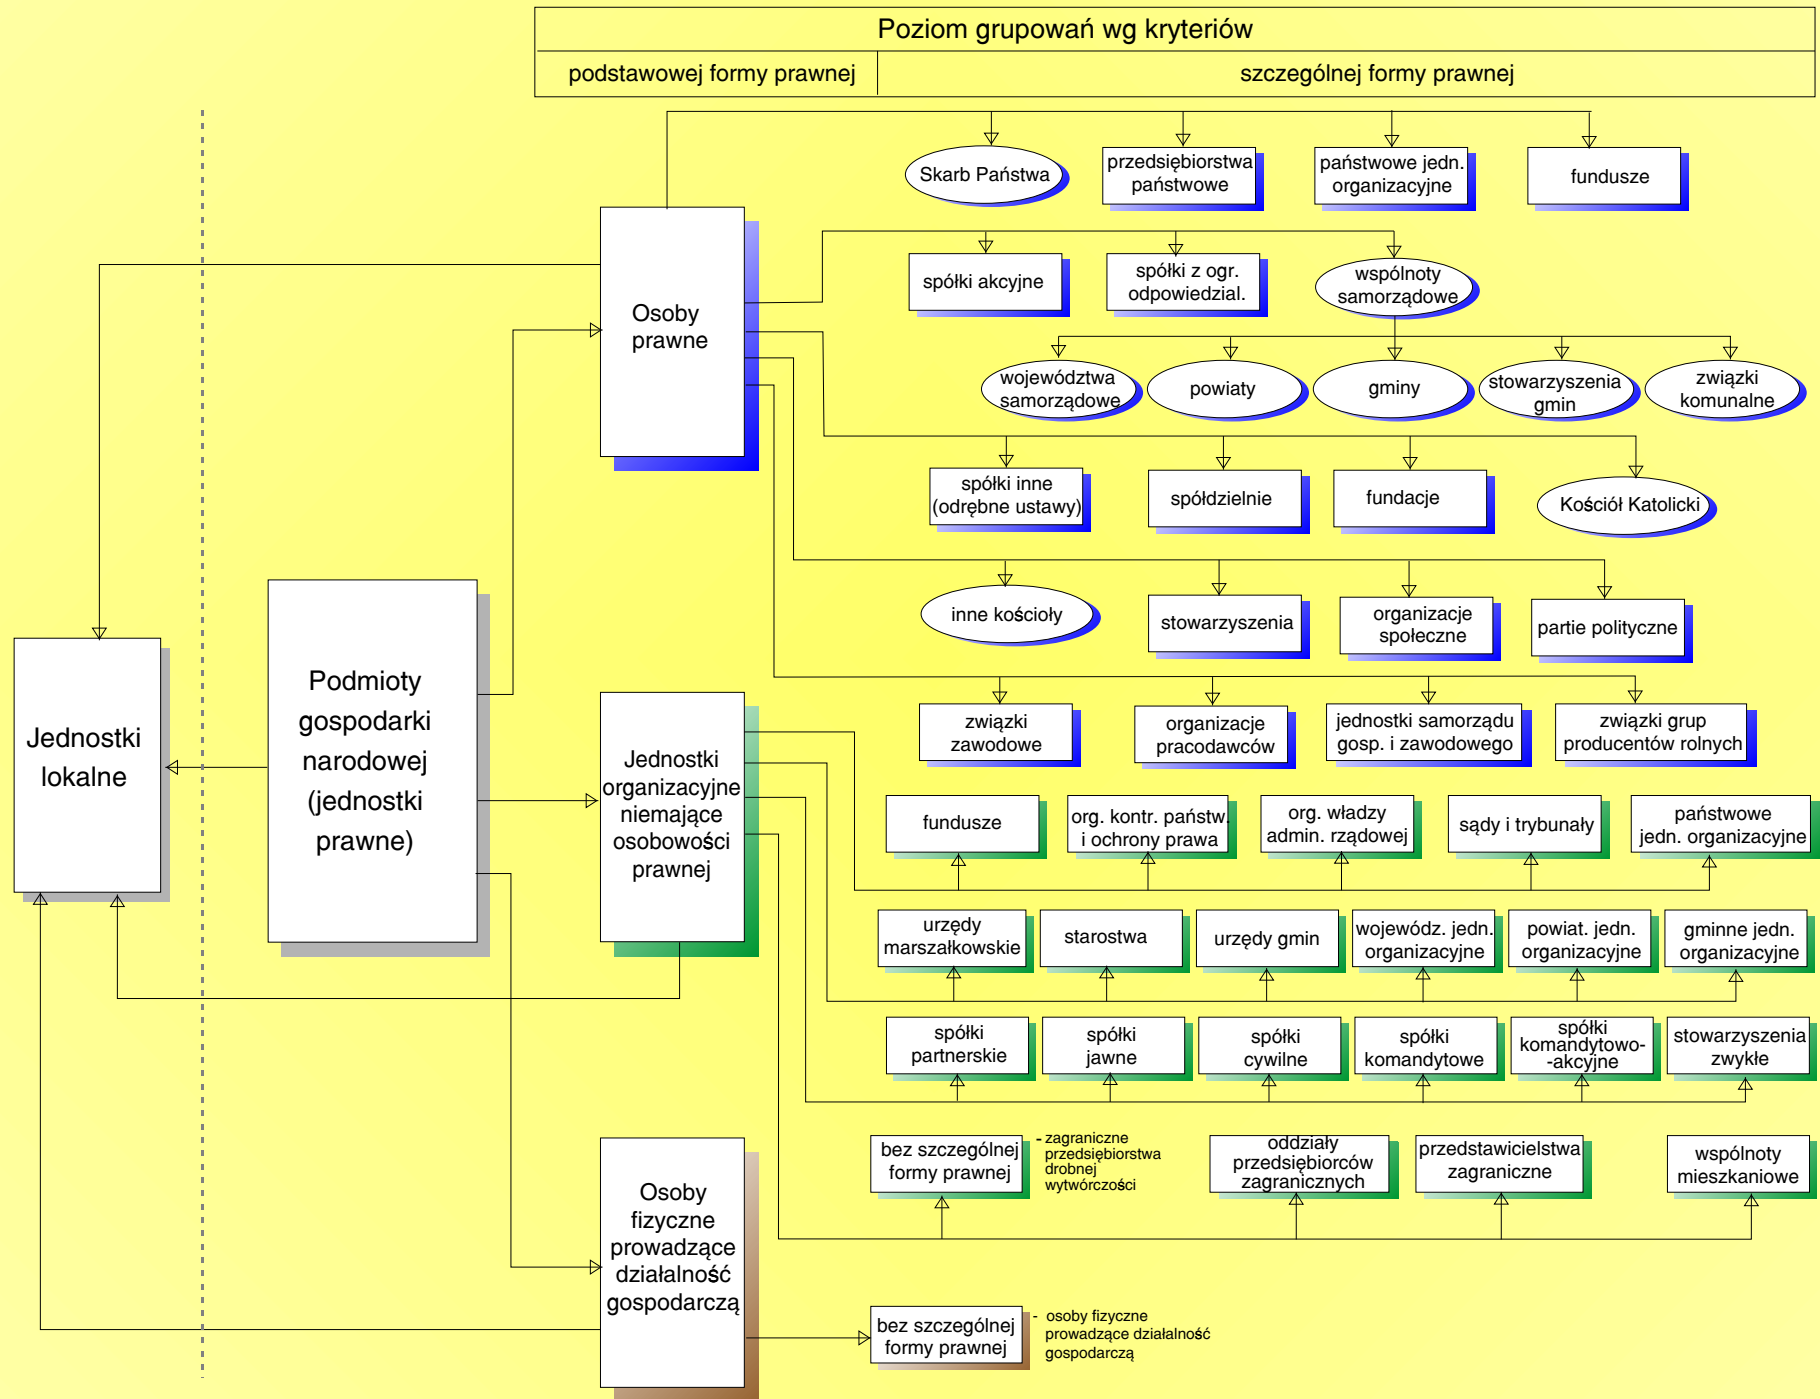 Poziom grupowań wg kryteriów
podstawowej formy prawnej
szczególnej formy prawnej
Skarb Państwa
przedsiębiorstwa
państwowe
państwowe jedn.
organizacyjne
fundusze
spółki akcyjne
spółki z ogr.
odpowiedzial.
wspólnoty
samorządowe
Osoby
prawne
województwa
samorządowe
powiaty
gminy
stowarzyszenia
gmin
związki
komunalne
spółki inne
(odrębne ustawy)
spółdzielnie
fundacje
Kościół Katolicki
inne kościoły
stowarzyszenia
organizacje
społeczne
partie polityczne
Jednostki
lokalne
Podmioty
gospodarki
narodowej
(jednostki
prawne)
związki
zawodowe
organizacje
pracodawców
jednostki samorządu
gosp. i zawodowego
związki grup
producentów rolnych
Jednostki
organizacyjne
niemające
osobowości
prawnej
fundusze
org. kontr. państw.
i ochrony prawa
org. władzy
admin. rządowej
sądy i trybunały
państwowe
jedn. organizacyjne
urzędy
marszałkowskie
starostwa
urzędy gmin
wojewódz. jedn.
organizacyjne
powiat. jedn.
organizacyjne
gminne jedn.
organizacyjne
spółki
partnerskie
spółki
jawne
spółki
cywilne
spółki
komandytowe
spółki
komandytowo-
-akcyjne
stowarzyszenia
zwykłe
bez szczególnej
formy prawnej
- zagraniczne
przedsiębiorstwa
drobnej
wytwórczości
oddziały
przedsiębiorców
zagranicznych
przedstawicielstwa
zagraniczne
wspólnoty
mieszkaniowe
Osoby
fizyczne
prowadzące
działalność
gospodarczą
bez szczególnej
formy prawnej
- osoby fizyczne
prowadzące działalność
gospodarczą